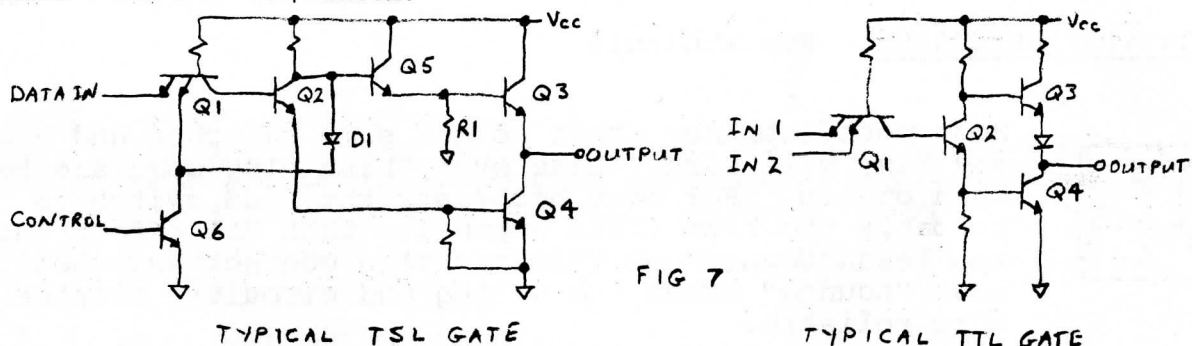 Vcc
Q5
DATA IN
Q1
Q2
Q3
D1
R1
OUTPUT
CONTROL
Q6
Q4
Vcc
Q3
IN 1
IN 2
Q1
Q2
OUTPUT
Q4
FIG 7
TYPICAL TSL GATE
TYPICAL TTL GATE